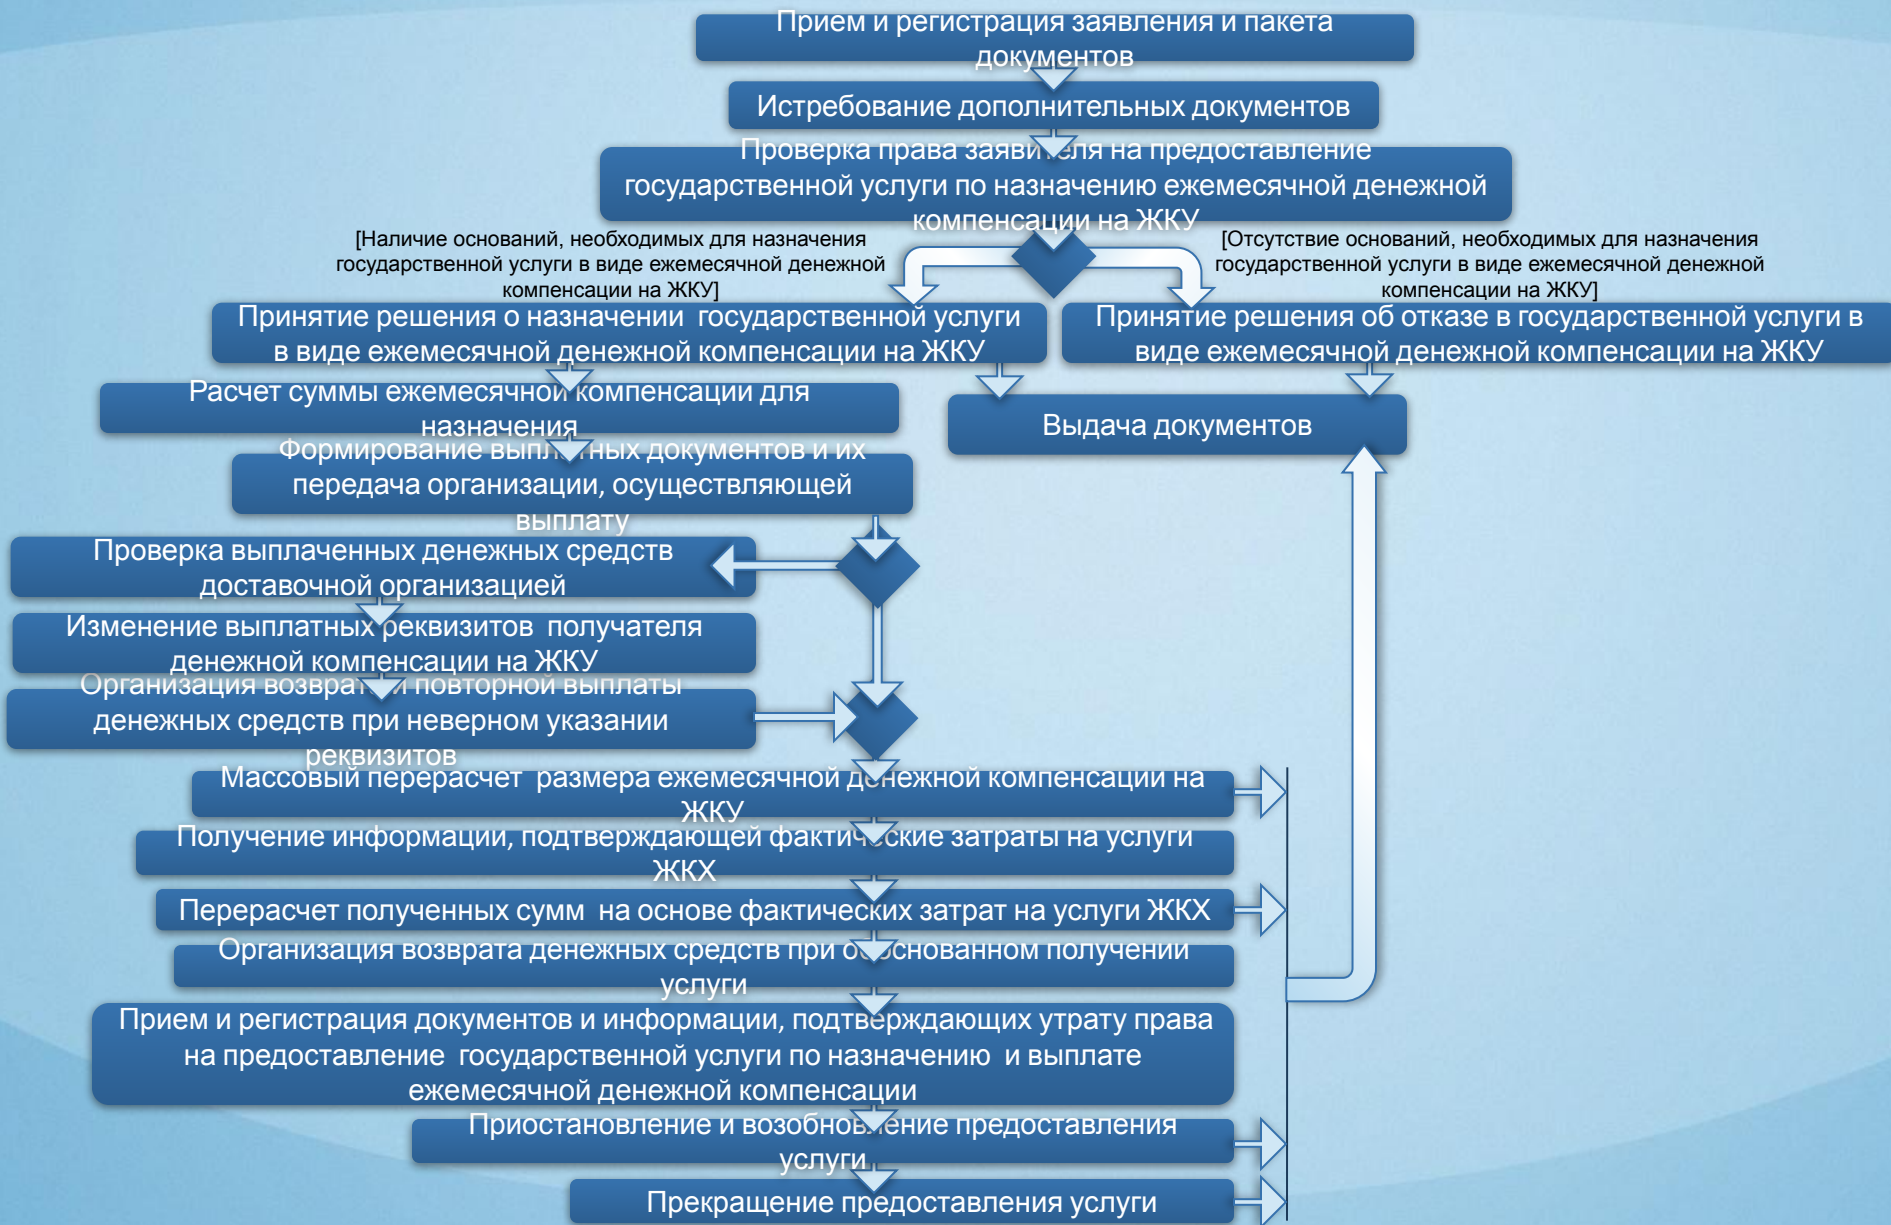 Прием и регистрация заявления и пакета
документов
Истребование дополнительных документов
Проверка права заявителя на предоставление
государственной услуги по назначению ежемесячной денежной
компенсации на ЖКУ
[Наличие оснований, необходимых для назначения
государственной услуги в виде ежемесячной денежной
компенсации на ЖКУ]
[Отсутствие оснований, необходимых для назначения
государственной услуги в виде ежемесячной денежной
компенсации на ЖКУ]
Принятие решения о назначении государственной услуги
в виде ежемесячной денежной компенсации на ЖКУ
Принятие решения об отказе в государственной услуги в
виде ежемесячной денежной компенсации на ЖКУ
Расчет суммы ежемесячной компенсации для
назначения
Выдача документов
Формирование выплатных документов и их
передача организации, осуществляющей
выплату
Проверка выплаченных денежных средств
доставочной организацией
Изменение выплатных реквизитов получателя
денежной компенсации на ЖКУ
Организация возврата и повторной выплаты
денежных средств при неверном указании
реквизитов
Массовый перерасчет размера ежемесячной денежной компенсации на
ЖКУ
Получение информации, подтверждающей фактические затраты на услуги
ЖКХ
Перерасчет полученных сумм на основе фактических затрат на услуги ЖКХ
Организация возврата денежных средств при обоснованном получении
услуги
Прием и регистрация документов и информации, подтверждающих утрату права
на предоставление государственной услуги по назначению и выплате
ежемесячной денежной компенсации
Приостановление и возобновление предоставления
услуги
Прекращение предоставления услуги